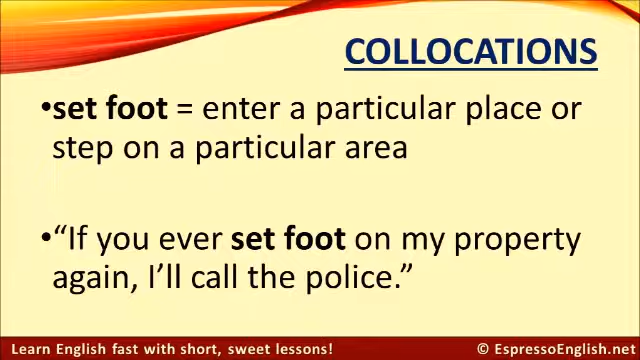 COLLOCATIONS
•set foot = enter a particular place or
step on a particular area
•“If you ever set foot on my property
again, I’ll call the police.”
Learn English fast with short, sweet lessons! © EspressoEnglish.net